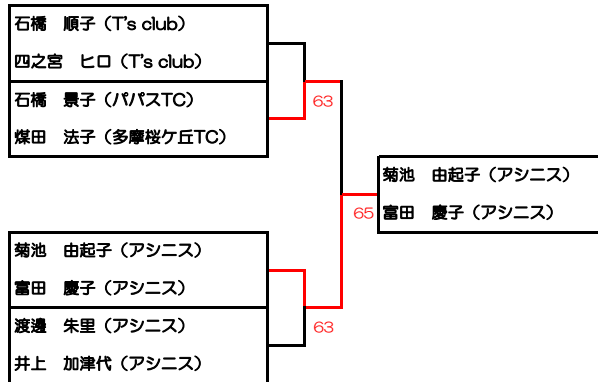 石橋　順子（T's club）
四之宮　ヒロ（T's club）
石橋　景子（パパスTC）
煤田　法子（多摩桜ケ丘TC）
63
菊池　由起子（アシニス）
富田　慶子（アシニス）
65
菊池　由起子（アシニス）
富田　慶子（アシニス）
渡邊　朱里（アシニス）
井上　加津代（アシニス）
63